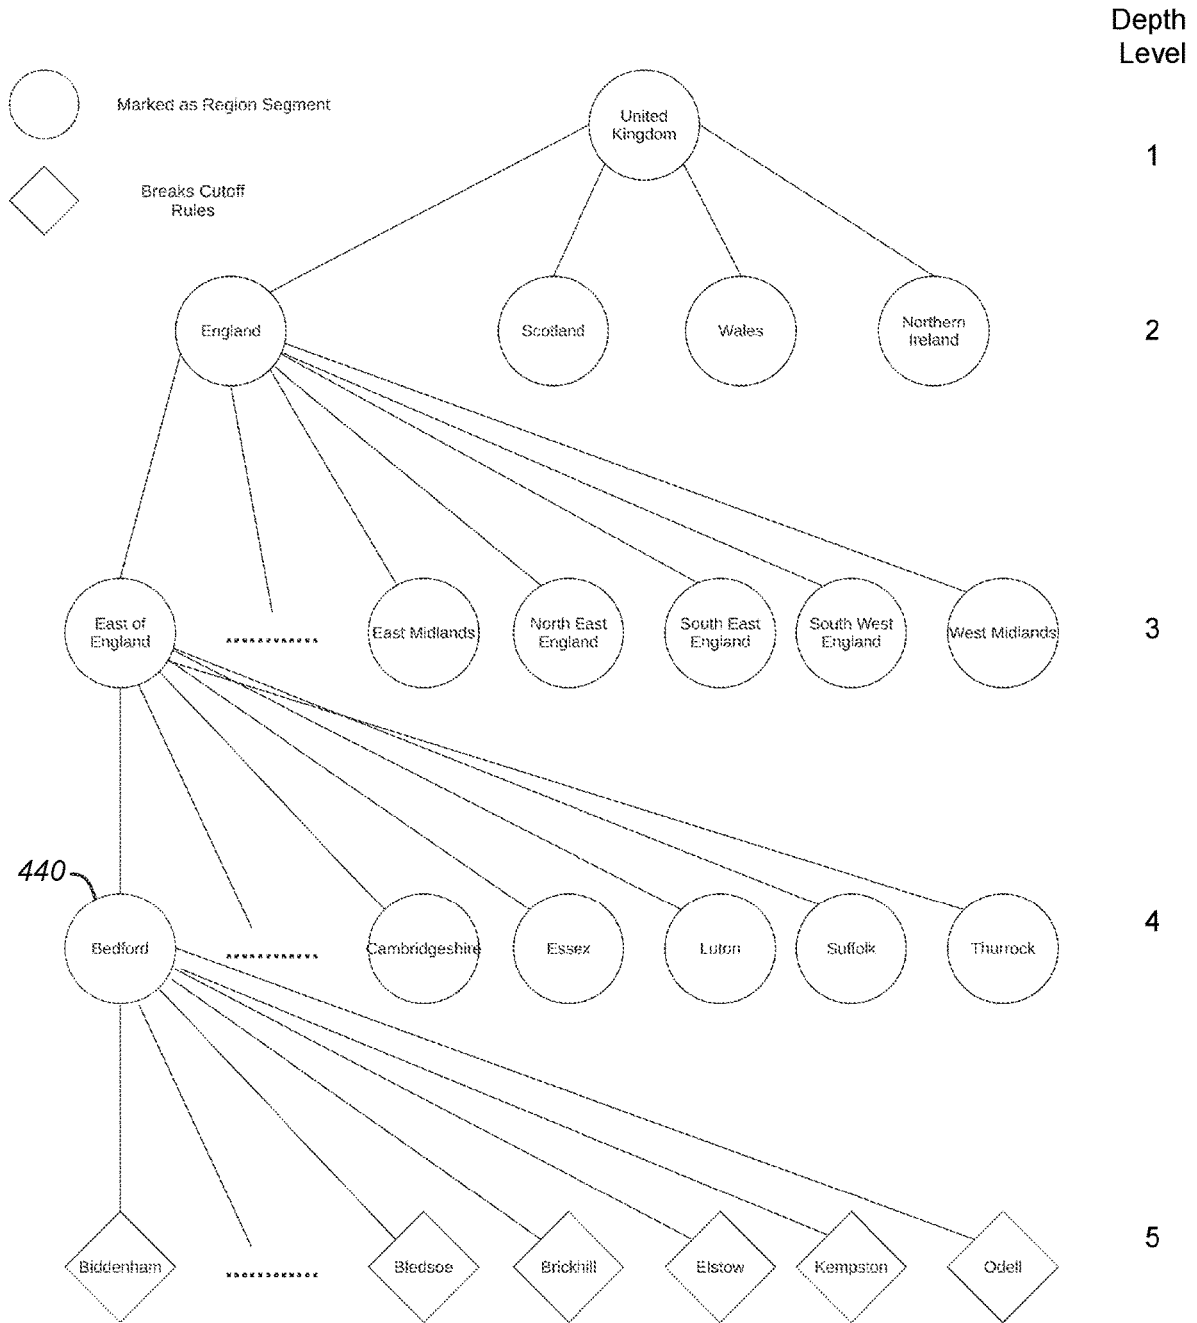 Depth
Level
Marked as Region Segment
United
Kingdom
1
Breaks Cutoff
Rules
England
Scotland
Wales
Northern
Ireland
2
East of
England
East Midlands
North East
England
South East
England
South West
England
West Midlands
3
440
Bedford
Cambridgeshire
Essex
Luton
Suffolk
Thurrock
4
Biddenham
Bledsoe
Brickhill
Elstow
Kempston
Odell
5